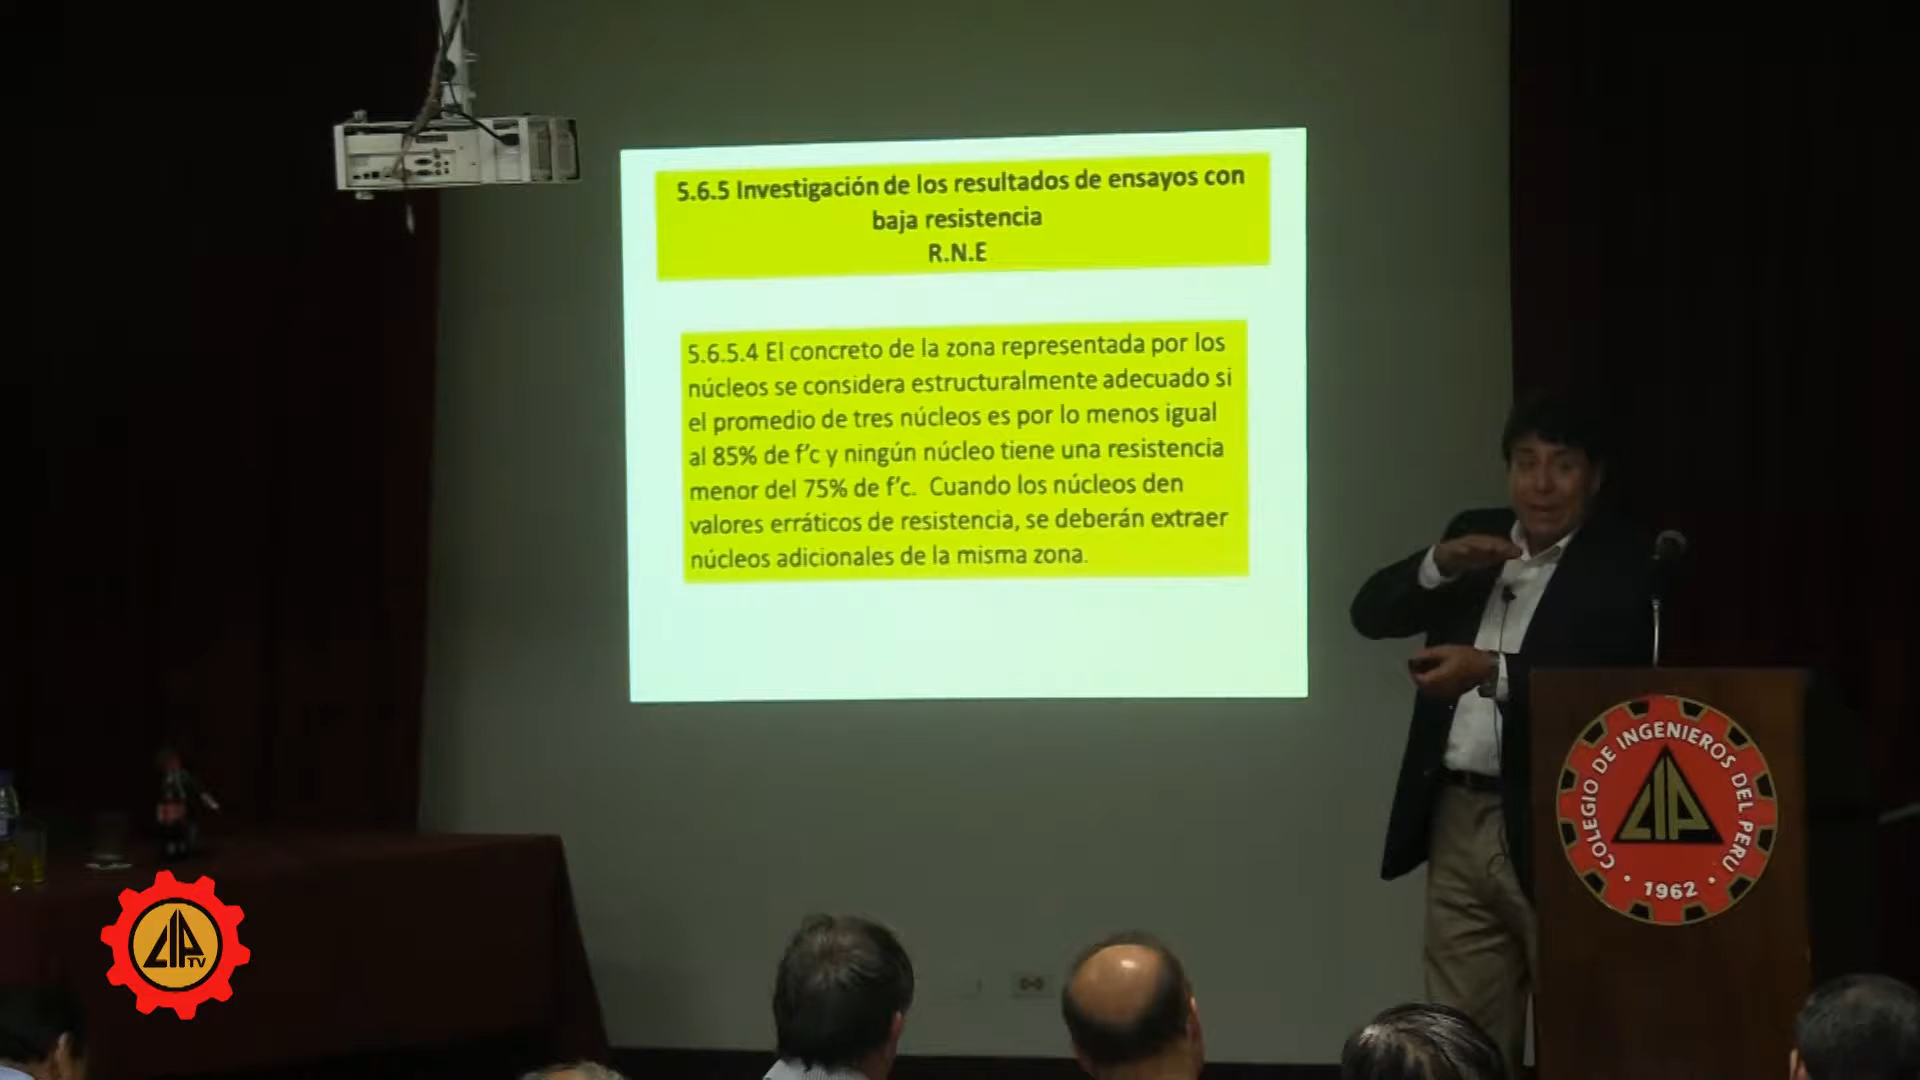 5.6.5 Investigación de los resultados de ensayos con
baja resistencia
R.N.E
5.6.5.4 El concreto de la zona representada por los
núcleos se considera estructuralmente adecuado si
el promedio de tres núcleos es por lo menos igual
al 85% de f'c y ningún núcleo tiene una resistencia
menor del 75% de f'c. Cuando los núcleos den
valores erráticos de resistencia, se deberán extraer
núcleos adicionales de la misma zona.
COLEGIO DE INGENIEROS DEL PERU
CIP
• 1962 •
CIP
TV